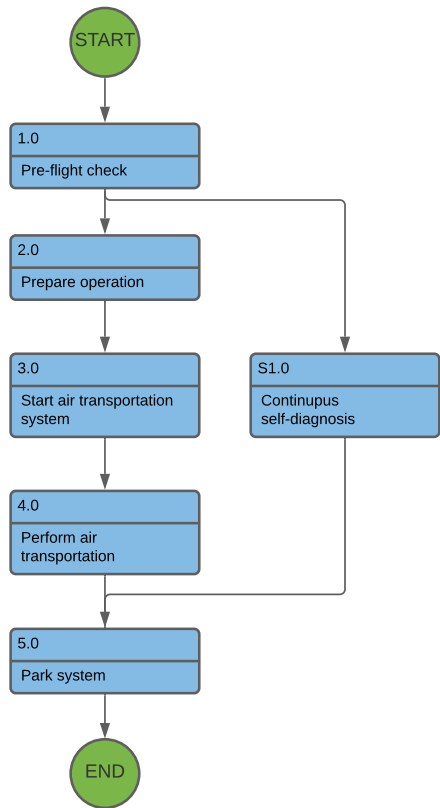 START
1.0
Pre-flight check
2.0
Prepare operation
3.0
Start air transportation
system
S1.0
Continupus
self-diagnosis
4.0
Perform air
transportation
5.0
Park system
END